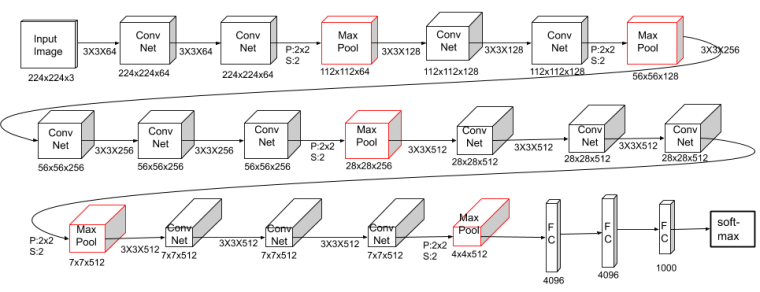 Input
Image
224x224x3
3X3X64
Conv
Net
224x224x64
3X3X64
Conv
Net
224x224x64
P:2x2
S:2
Max
Pool
112x112x64
3X3X128
Conv
Net
112x112x128
3X3X128
Conv
Net
112x112x128
P:2x2
S:2
Max
Pool
56x56x128
3X3X256
Conv
Net
56x56x256
3X3X256
Conv
Net
56x56x256
3X3X256
Conv
Net
56x56x256
P:2x2
S:2
Max
Pool
28x28x256
3X3X512
Conv
Net
28x28x512
3X3X512
Conv
Net
28x28x512
3X3X512
Conv
Net
28x28x512
P:2x2
S:2
Max
Pool
7x7x512
3X3X512
Conv
Net
7x7x512
3X3X512
Conv
Net
7x7x512
3X3X512
Conv
Net
7x7x512
P:2x2
S:2
Max
Pool
4x4x512
F
C
4096
F
C
4096
F
C
1000
soft-
max